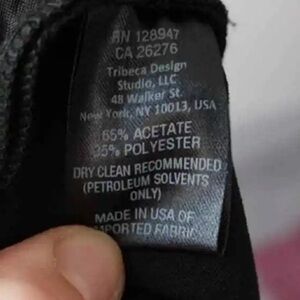 RN 128947
CA 26276
Tribeca Design
Studio, LLC
48 Walker St.
New York, NY 10013, USA
65% ACETATE
35% POLYESTER
DRY CLEAN RECOMMENDED
(PETROLEUM SOLVENTS
ONLY)
MADE IN USA OF
IMPORTED FABRIC